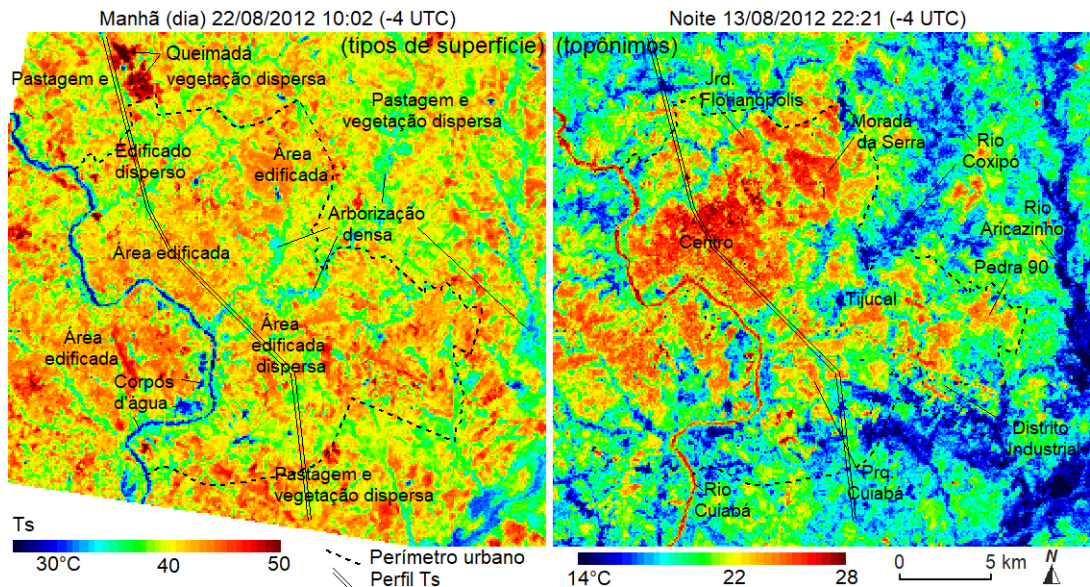 Manhã (dia) 22/08/2012 10:02 (-4 UTC)
Noite 13/08/2012 22:21 (-4 UTC)
Queimada
(tipos de superfície)
(topônimos)
Pastagem e
vegetação dispersa
Pastagem e
vegetação dispersa
Jrd.
Florianópolis
Morada
da Serra
Rio
Coxipó
Edificado
disperso
Área
edificada
Arborização
densa
Rio
Aricazinho
Área edificada
Centro
Pedra 90
Tijucal
Área
edificada
Área
edificada
dispersa
Corpos
d'água
Distrito
Industrial
Pastagem e
vegetação dispersa
Prq.
Cuiabá
Rio
Cuiabá
Ts
30°C
40
50
Perímetro urbano
Perfil Ts
14°C
22
28
0
5 km
N